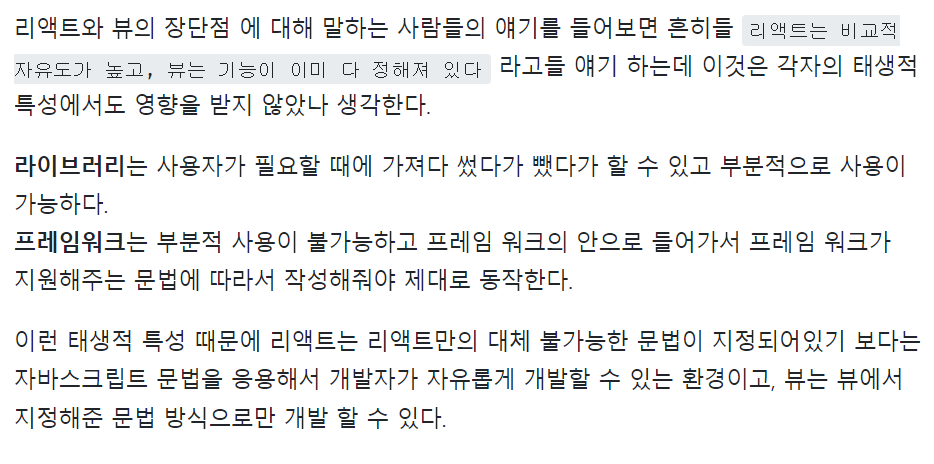 리액트와 뷰의 장단점 에 대해 말하는 사람들의 얘기를 들어보면 흔히들 리액트는 비교적
자유도가 높고, 뷰는 기능이 이미 다 정해져 있다 라고들 얘기 하는데 이것은 각자의 태생적
특성에서도 영향을 받지 않았나 생각한다.
라이브러리는 사용자가 필요할 때에 가져다 썼다가 뺐다가 할 수 있고 부분적으로 사용이
가능하다.
프레임워크는 부분적 사용이 불가능하고 프레임 워크의 안으로 들어가서 프레임 워크가
지원해주는 문법에 따라서 작성해줘야 제대로 동작한다.
이런 태생적 특성 때문에 리액트는 리액트만의 대체 불가능한 문법이 지정되어있기 보다는
자바스크립트 문법을 응용해서 개발자가 자유롭게 개발할 수 있는 환경이고, 뷰는 뷰에서
지정해준 문법 방식으로만 개발 할 수 있다.